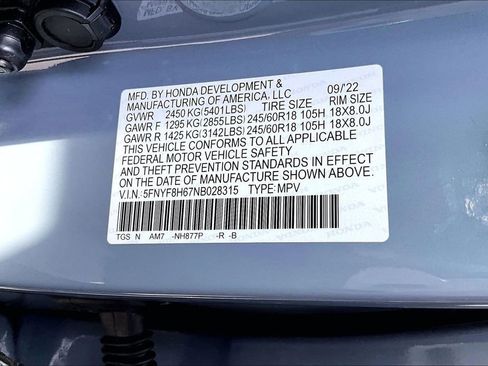 MFD. BY HONDA DEVELOPMENT & 09/'22
MANUFACTURING OF AMERICA, LLC
GVWR 2450 KG(5401LBS) TIRE SIZE RIM SIZE
GAWR F 1295 KG(2855LBS) 245/60R18 105H 18X8.0J
GAWR R 1425 KG(3142LBS) 245/60R18 105H 18X8.0J
THIS VEHICLE CONFORMS TO ALL APPLICABLE
FEDERAL MOTOR VEHICLE SAFETY
AND THEFT PREVENTION STANDARDS IN EFFECT
ON THE DATE OF MANUFACTURE SHOWN ABOVE.
V.I.N. 5FNYF8H67NB028315 TYPE: MPV
TGS N AM7 -NH877P -R -B